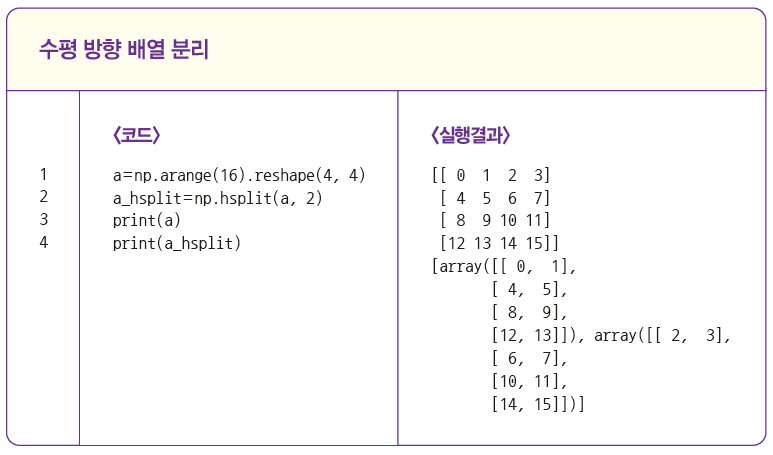 수평 방향 배열 분리
〈코드〉
1 a=np.arange(16).reshape(4, 4)
2 a_hsplit=np.hsplit(a, 2)
3 print(a)
4 print(a_hsplit)
〈실행결과〉
[[ 0  1  2  3]
 [ 4  5  6  7]
 [ 8  9 10 11]
 [12 13 14 15]]
[array([[ 0,  1],
       [ 4,  5],
       [ 8,  9],
       [12, 13]]), array([[ 2,  3],
       [ 6,  7],
       [10, 11],
       [14, 15]])]